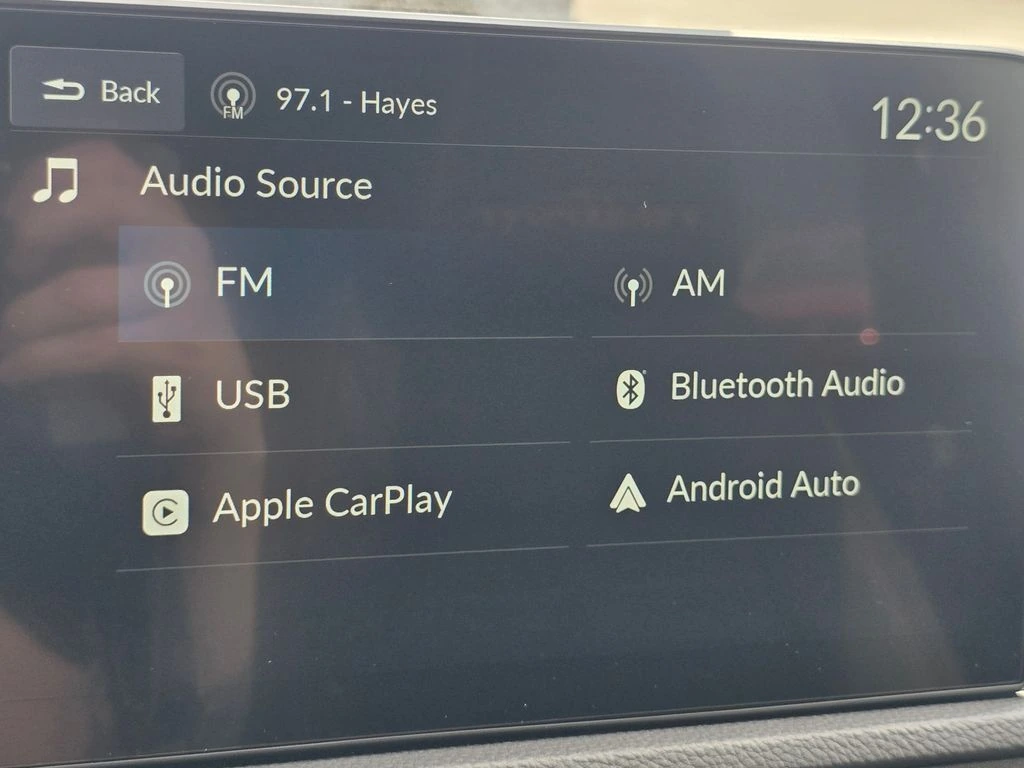 Back
FM
97.1 - Hayes
12:36
Audio Source
FM
AM
USB
Bluetooth Audio
Apple CarPlay
Android Auto